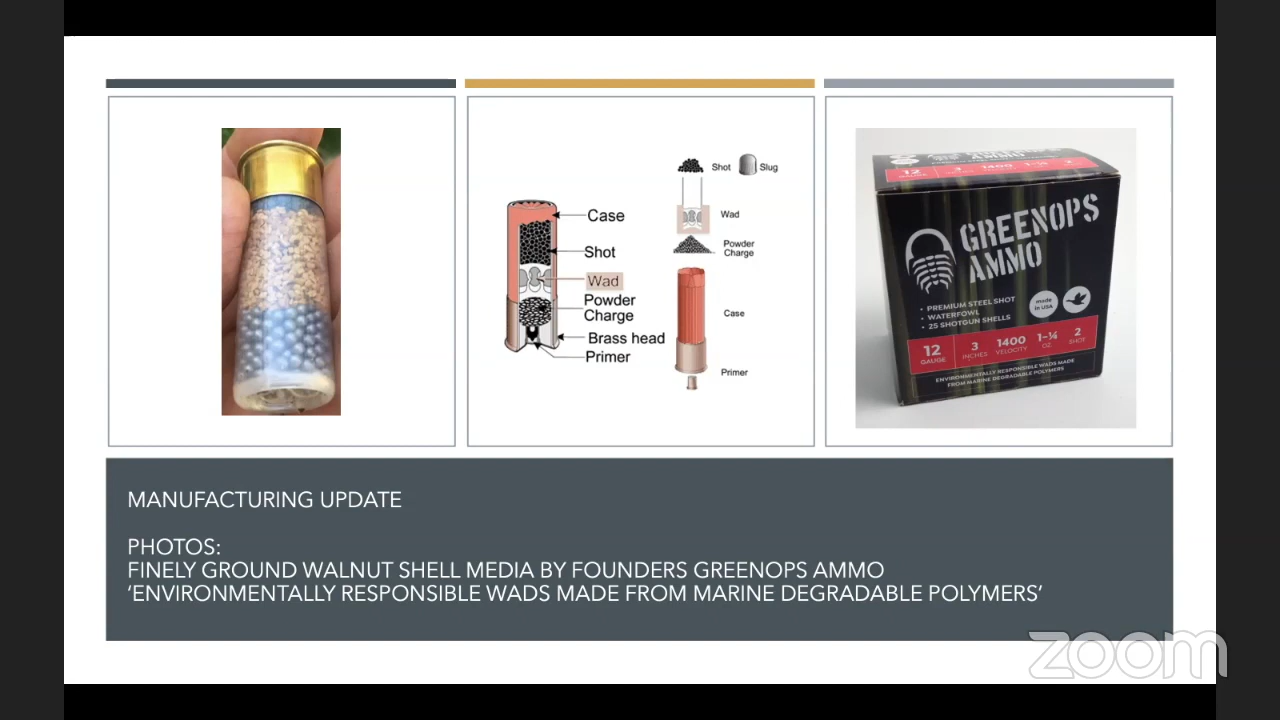 Case
Shot
Wad
Powder
Charge
Brass head
Primer
Shot
Slug
Wad
Powder
Charge
Case
Primer
GREENOPS
AMMO
• PREMIUM STEEL SHOT
• WATERFOWL
• 25 SHOTGUN SHELLS
made
in USA
12
GAUGE
3
INCHES
1400
VELOCITY
1-¼
OZ
2
SHOT
ENVIRONMENTALLY RESPONSIBLE WADS MADE
FROM MARINE DEGRADABLE POLYMERS
MANUFACTURING UPDATE
PHOTOS:
FINELY GROUND WALNUT SHELL MEDIA BY FOUNDERS GREENOPS AMMO
'ENVIRONMENTALLY RESPONSIBLE WADS MADE FROM MARINE DEGRADABLE POLYMERS'
zoom